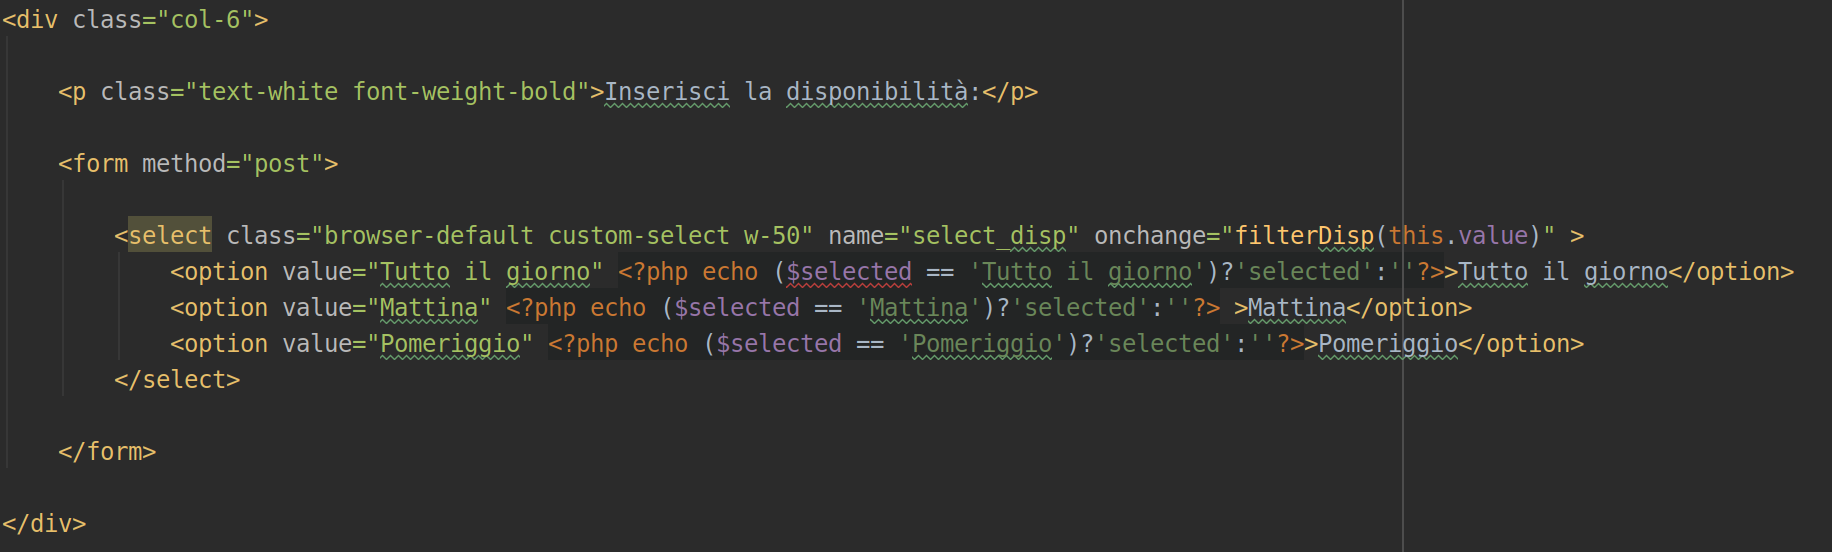 <div class="col-6">
<p class="text-white font-weight-bold">Inserisci la disponibilità:</p>
<form method="post">
<select class="browser-default custom-select w-50" name="select_disp" onchange="filterDisp(this.value)" >
<option value="Tutto il giorno" <?php echo ($selected == 'Tutto il giorno')?'selected':''?>>Tutto il giorno</option>
<option value="Mattina" <?php echo ($selected == 'Mattina')?'selected':''?> >Mattina</option>
<option value="Pomeriggio" <?php echo ($selected == 'Pomeriggio')?'selected':''?>>Pomeriggio</option>
</select>
</form>
</div>